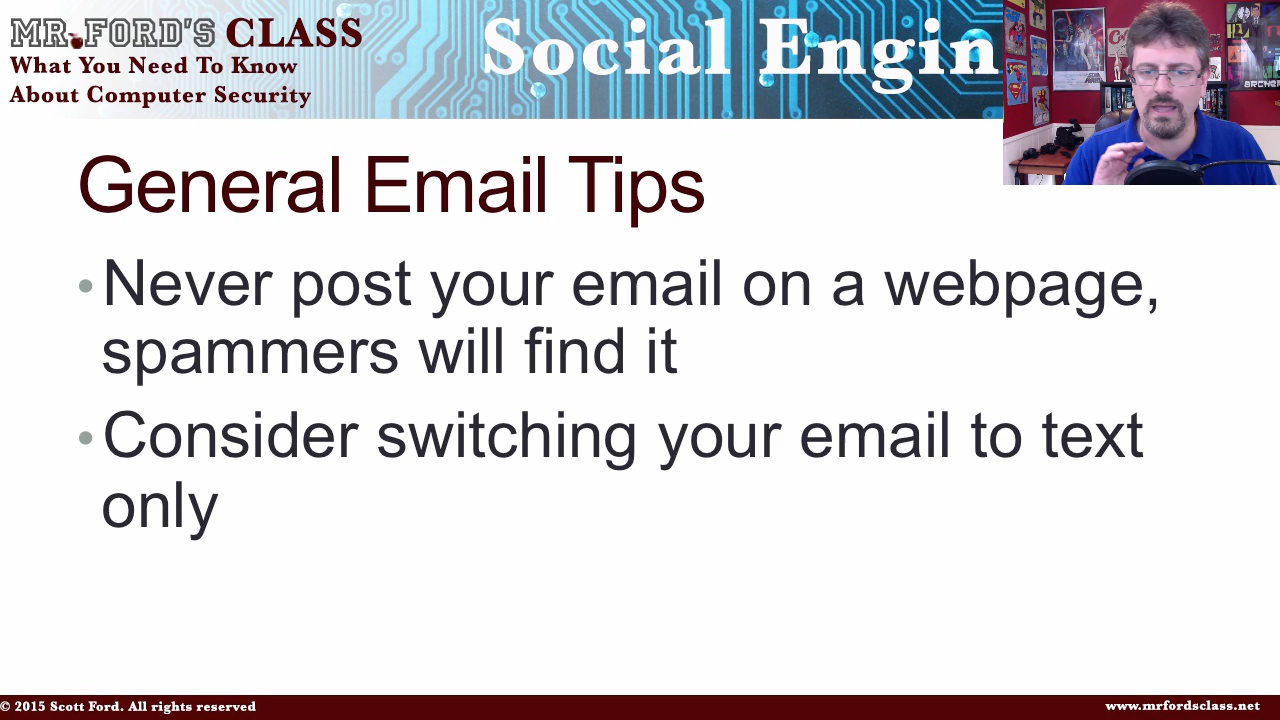 MR. FORD'S CLASS
What You Need To Know
About Computer Security
Social Engin
General Email Tips
• Never post your email on a webpage,
spammers will find it
• Consider switching your email to text
only
© 2015 Scott Ford. All rights reserved
www.mrfordsclass.net